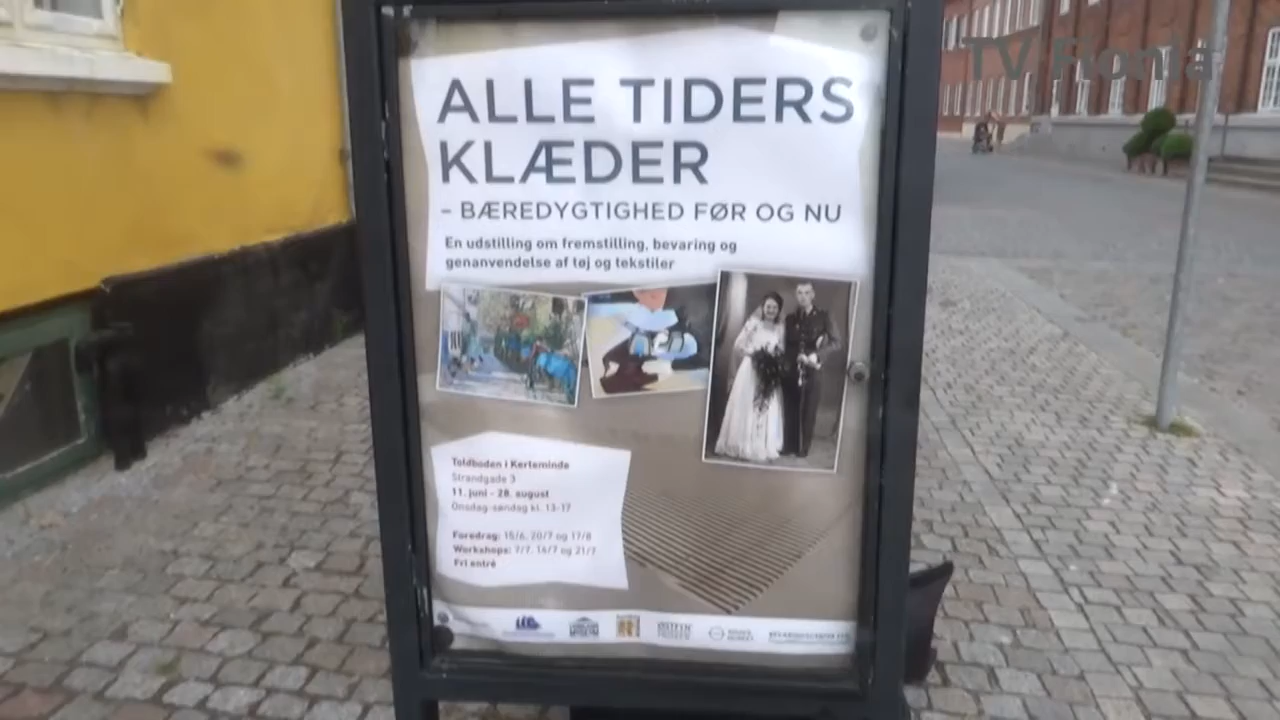 TV Fionia
ALLE TIDERS
KLÆDER
– BÆREDYGTIGHED FØR OG NU
En udstilling om fremstilling, bevaring og
genanvendelse af tøj og tekstiler
Toldboden i Kerteminde
Strandgade 3
11. juni - 28. august
Onsdag-søndag kl. 13-17
Foredrag: 15/6, 20/7 og 17/8
Workshops: 7/7, 16/7 og 21/7
Fri entré